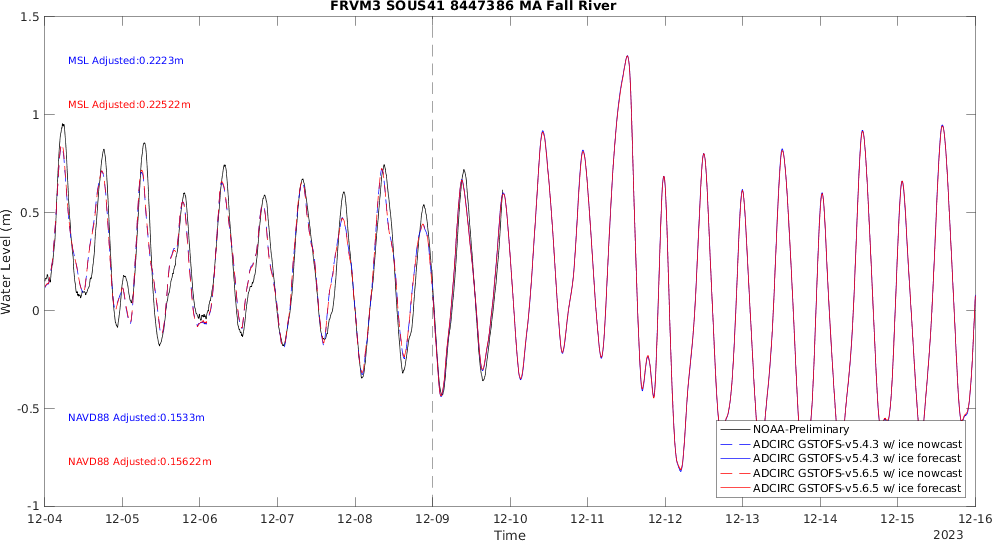 FRVM3 SOUS41 8447386 MA Fall River
1.5
MSL Adjusted:0.2223m
MSL Adjusted:0.22522m
1
0.5
Water Level (m)
0
-0.5
NAVD88 Adjusted:0.1533m
NAVD88 Adjusted:0.15622m
NOAA-Preliminary
ADCIRC GSTOFS-v5.4.3 w/ ice nowcast
ADCIRC GSTOFS-v5.4.3 w/ ice forecast
ADCIRC GSTOFS-v5.6.5 w/ ice nowcast
ADCIRC GSTOFS-v5.6.5 w/ ice forecast
-1
12-04 12-05 12-06 12-07 12-08 12-09 12-10 12-11 12-12 12-13 12-14 12-15 12-16
Time
2023